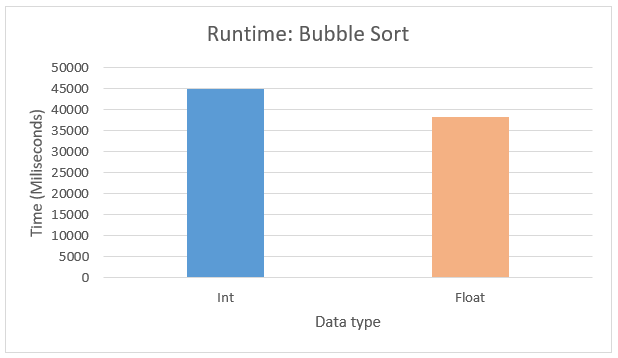 Runtime: Bubble Sort
Time (Miliseconds)
50000
45000
40000
35000
30000
25000
20000
15000
10000
5000
0
Int Float
Data type